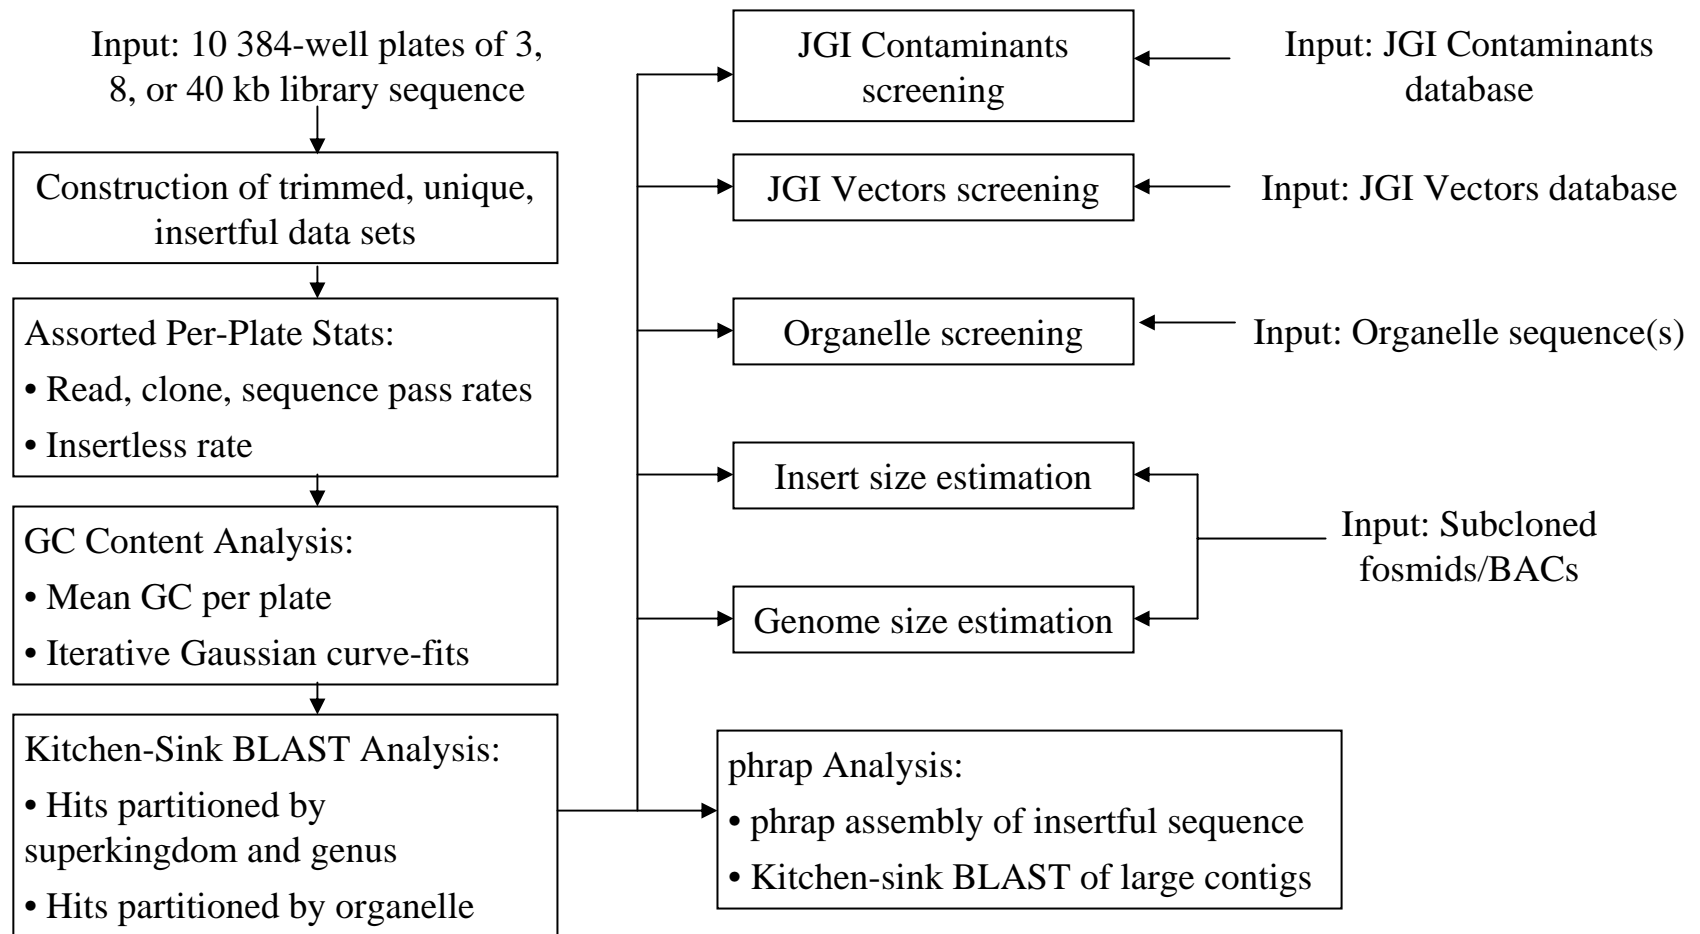 Input: 10 384-well plates of 3,
8, or 40 kb library sequence
Construction of trimmed, unique,
insertful data sets
Assorted Per-Plate Stats:
• Read, clone, sequence pass rates
• Insertless rate
GC Content Analysis:
• Mean GC per plate
• Iterative Gaussian curve-fits
Kitchen-Sink BLAST Analysis:
• Hits partitioned by
superkingdom and genus
• Hits partitioned by organelle
JGI Contaminants
screening
Input: JGI Contaminants
database
JGI Vectors screening
Input: JGI Vectors database
Organelle screening
Input: Organelle sequence(s)
Insert size estimation
Genome size estimation
Input: Subcloned
fosmids/BACs
phrap Analysis:
• phrap assembly of insertful sequence
• Kitchen-sink BLAST of large contigs